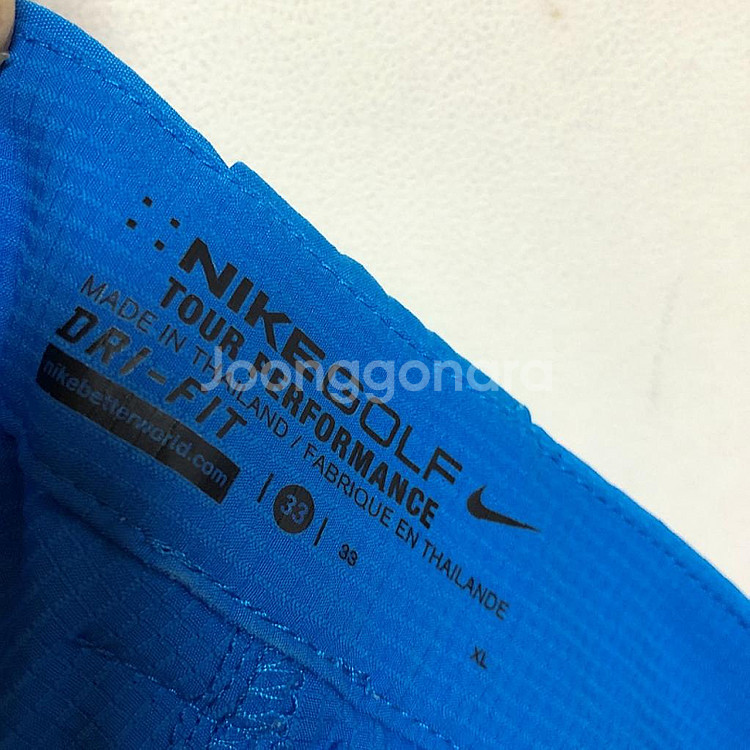 NIKEGOLF
TOUR PERFORMANCE
MADE IN THAILAND / FABRIQUE EN THAILANDE
DRI-FIT
nikebetterworld.com
| 33 | 33
XL
Joonggonara